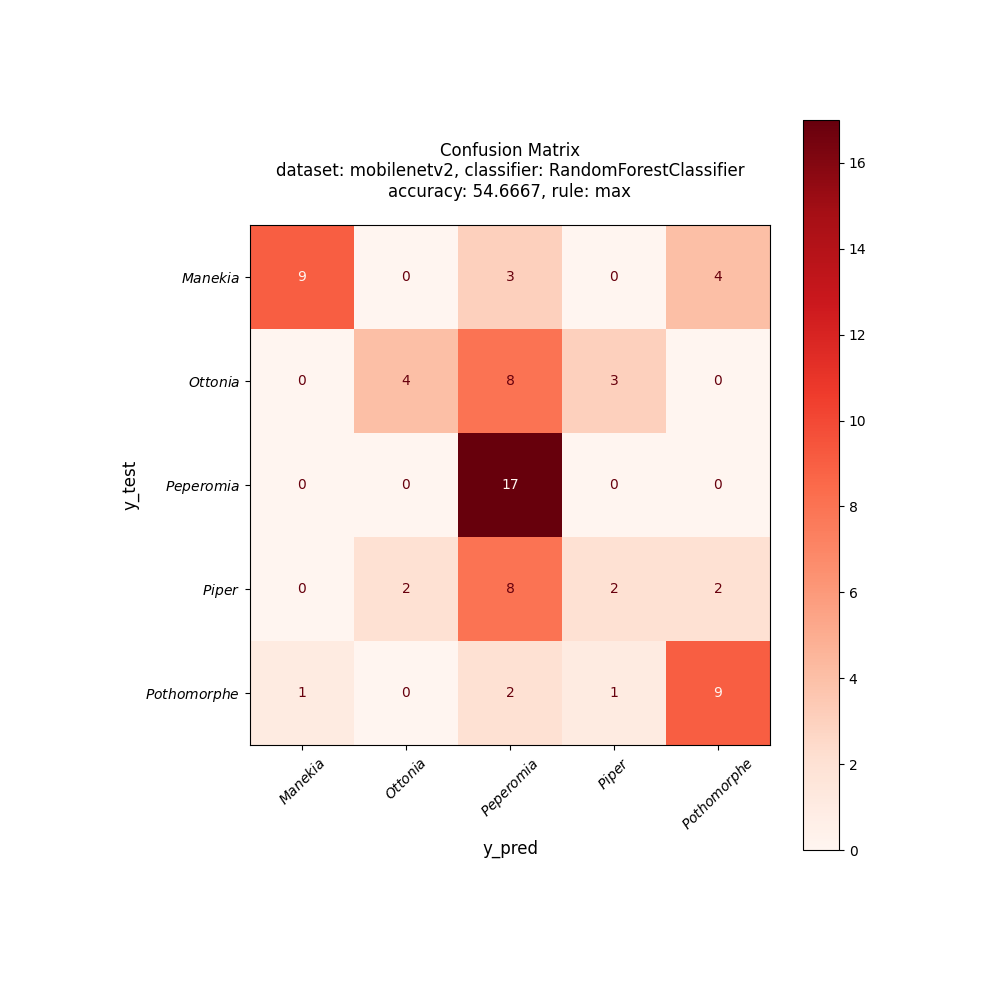 Confusion Matrix
dataset: mobilenetv2, classifier: RandomForestClassifier
accuracy: 54.6667, rule: max
Manekia 9 0 3 0 4
Ottonia 0 4 8 3 0
Peperomia 0 0 17 0 0
Piper 0 2 8 2 2
Pothomorphe 1 0 2 1 9
y_test
Manekia Ottonia Peperomia Piper Pothomorphe
y_pred
16
14
12
10
8
6
4
2
0